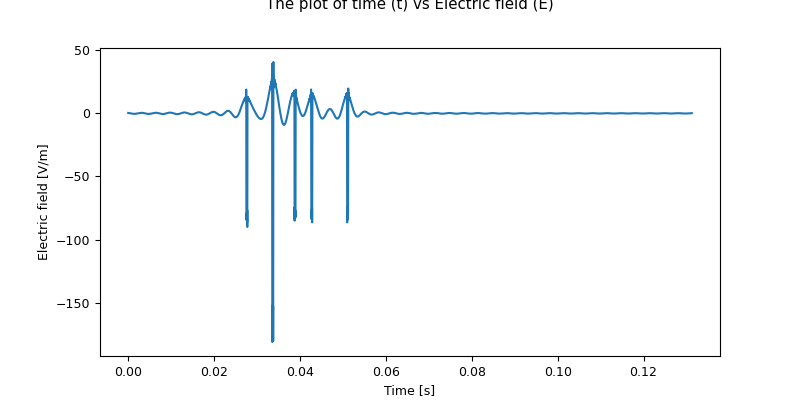 The plot of time (t) vs Electric field (E)
50
0
−50
−100
−150
Electric field [V/m]
0.00 0.02 0.04 0.06 0.08 0.10 0.12
Time [s]